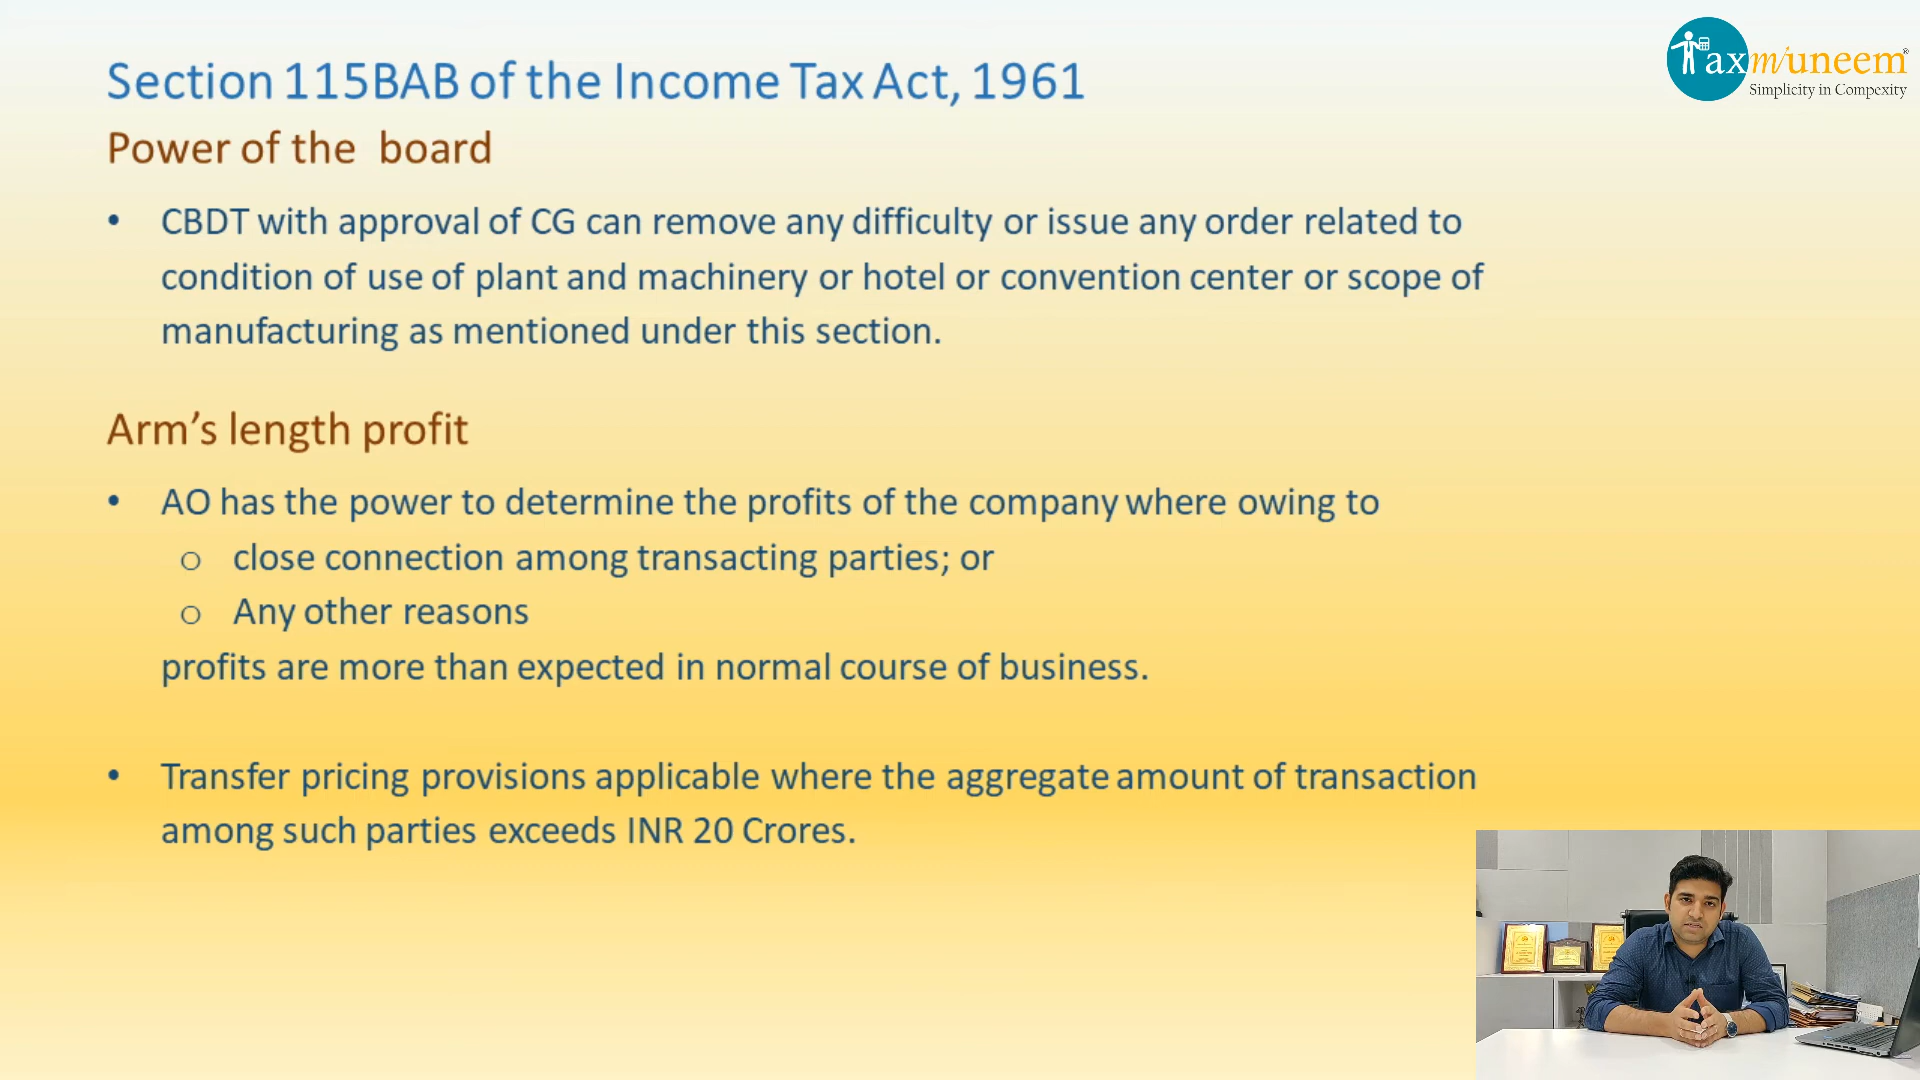 Section 115BAB of the Income Tax Act, 1961
Power of the board
• CBDT with approval of CG can remove any difficulty or issue any order related to
condition of use of plant and machinery or hotel or convention center or scope of
manufacturing as mentioned under this section.
Arm’s length profit
• AO has the power to determine the profits of the company where owing to
o close connection among transacting parties; or
o Any other reasons
profits are more than expected in normal course of business.
• Transfer pricing provisions applicable where the aggregate amount of transaction
among such parties exceeds INR 20 Crores.
axm/uneem®
Simplicity in Compexity